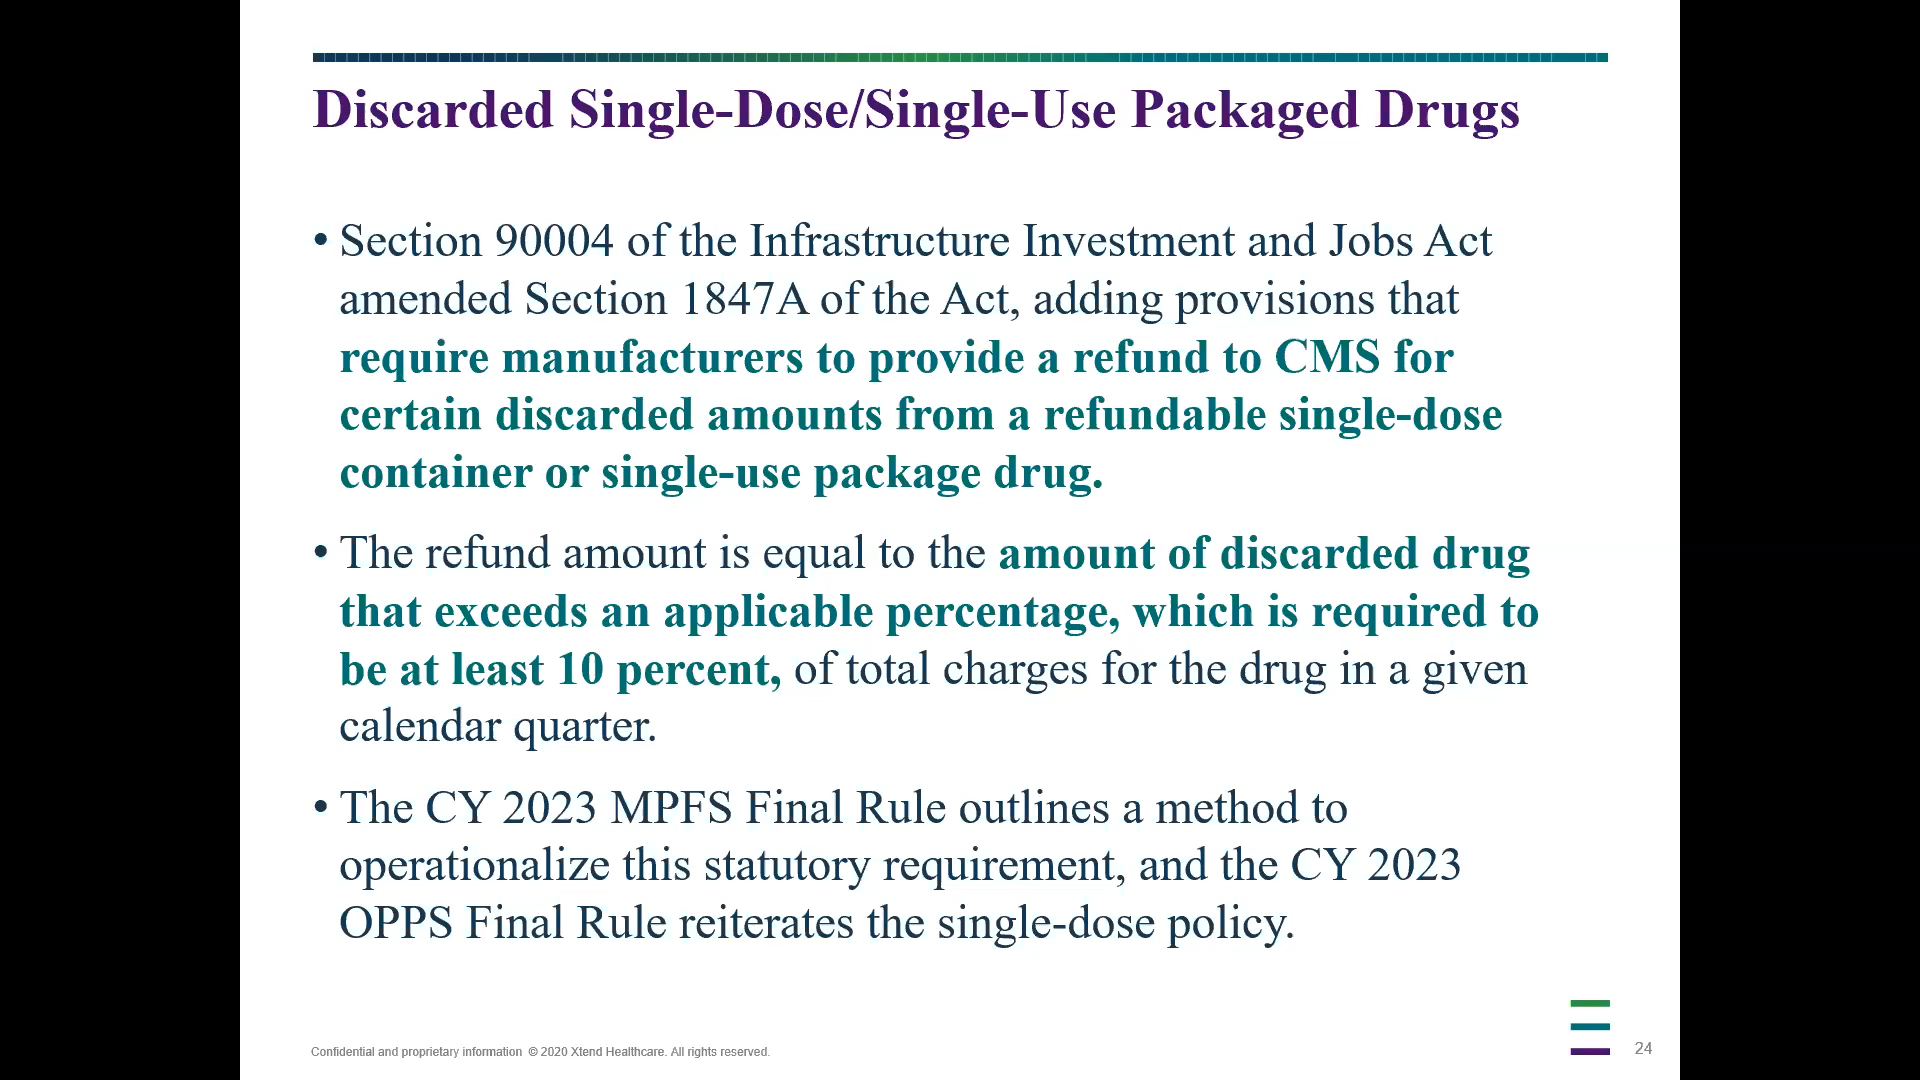 Discarded Single-Dose/Single-Use Packaged Drugs
• Section 90004 of the Infrastructure Investment and Jobs Act
amended Section 1847A of the Act, adding provisions that
require manufacturers to provide a refund to CMS for
certain discarded amounts from a refundable single-dose
container or single-use package drug.
• The refund amount is equal to the amount of discarded drug
that exceeds an applicable percentage, which is required to
be at least 10 percent, of total charges for the drug in a given
calendar quarter.
• The CY 2023 MPFS Final Rule outlines a method to
operationalize this statutory requirement, and the CY 2023
OPPS Final Rule reiterates the single-dose policy.
Confidential and proprietary information © 2020 Xtend Healthcare. All rights reserved.
24